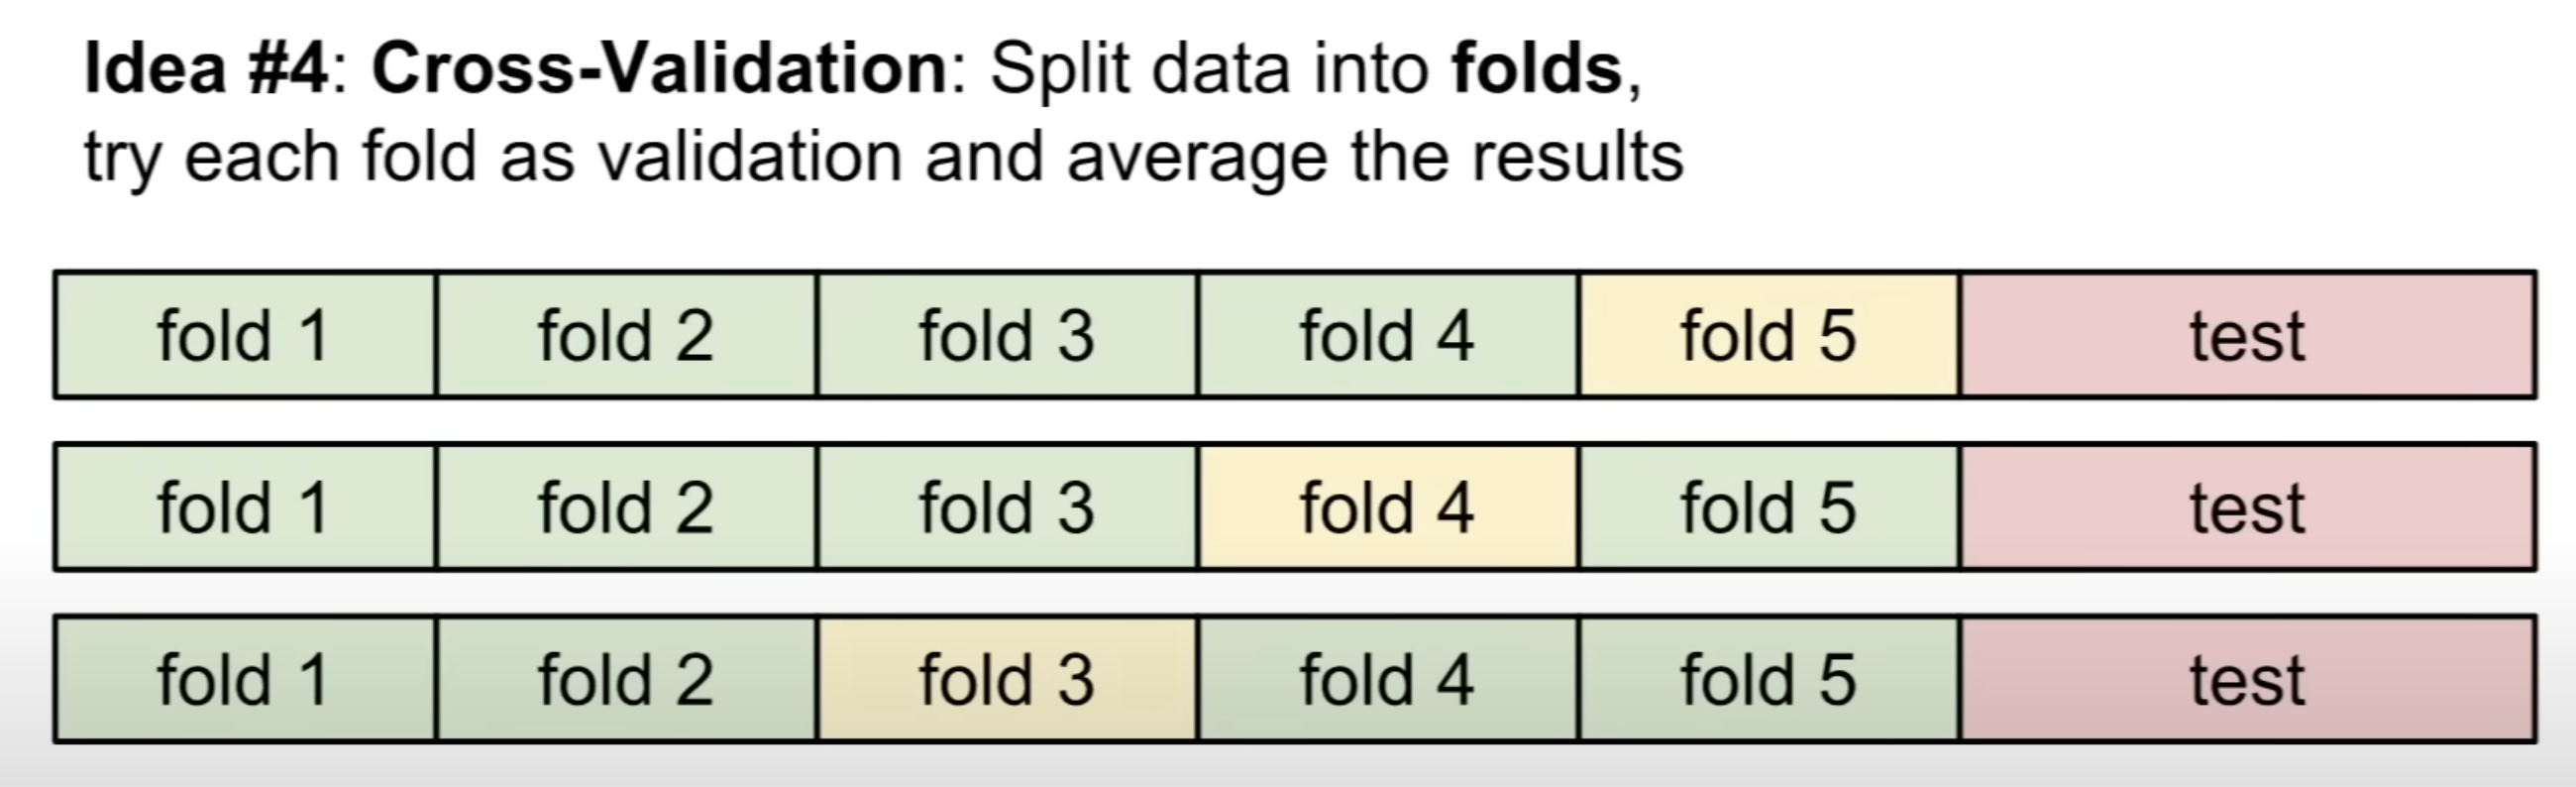 Idea #4: Cross-Validation: Split data into folds,
try each fold as validation and average the results
fold 1 fold 2 fold 3 fold 4 fold 5 test
fold 1 fold 2 fold 3 fold 4 fold 5 test
fold 1 fold 2 fold 3 fold 4 fold 5 test